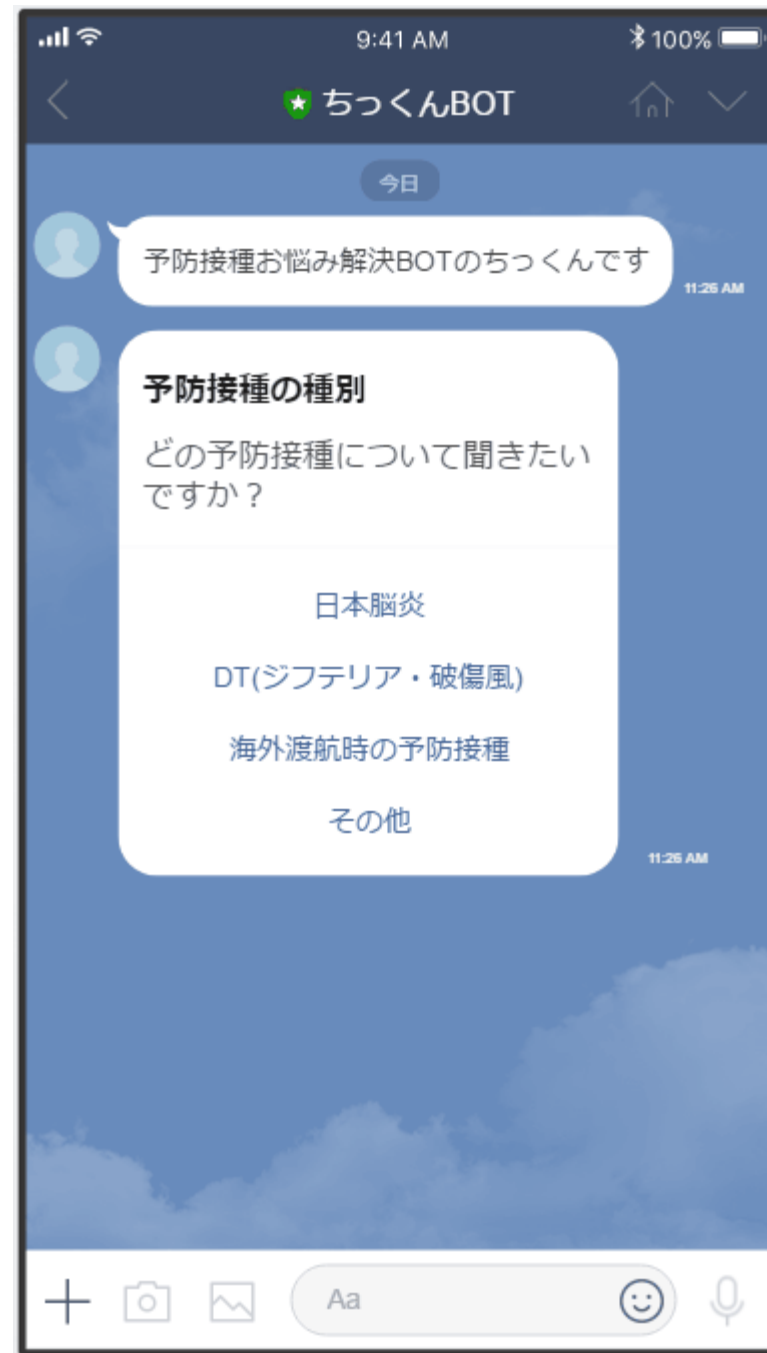 9:41 AM
100%
ちっくんBOT
今日
予防接種お悩み解決BOTのちっくんです
11:26 AM
予防接種の種別
どの予防接種について聞きたい
ですか？
日本脳炎
DT(ジフテリア・破傷風)
海外渡航時の予防接種
その他
11:26 AM
Aa